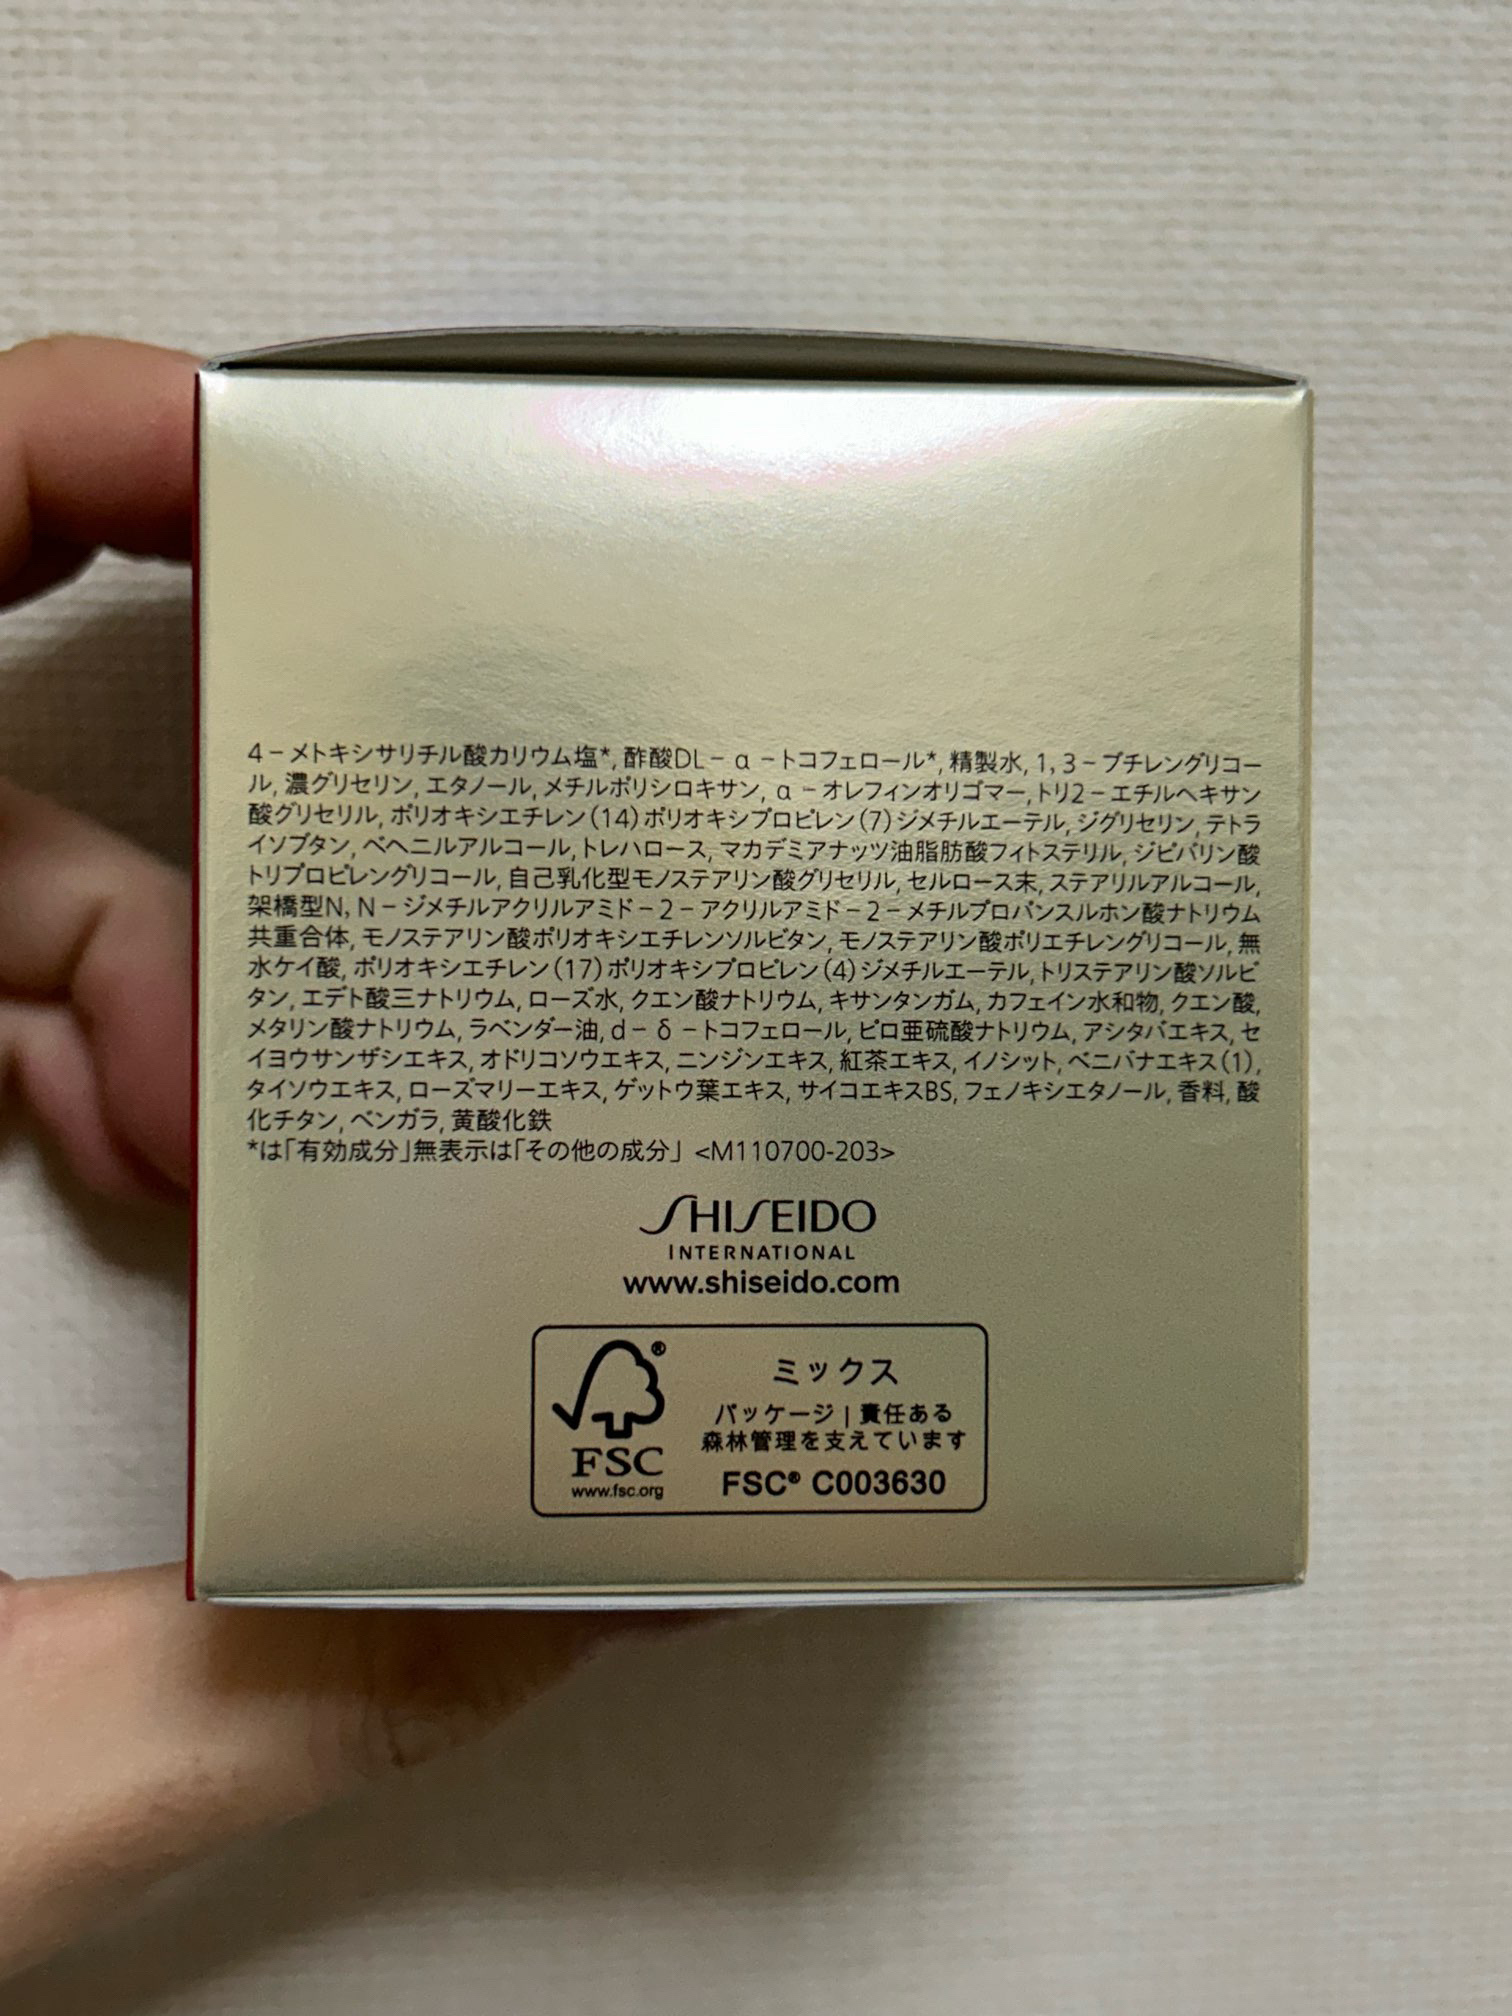 4－メトキシサリチル酸カリウム塩*, 酢酸DL－α－トコフェロール*, 精製水, 1, 3－ブチレングリコー
ル, 濃グリセリン, エタノール, メチルポリシロキサン, α－オレフィンオリゴマー, トリ2－エチルヘキサン
酸グリセリル, ポリオキシエチレン(14)ポリオキシプロピレン(7)ジメチルエーテル, ジグリセリン, テトラ
イソブタン, ベヘニルアルコール, トレハロース, マカデミアナッツ油脂肪酸フィトステリル, ジピバリン酸
トリプロピレングリコール, 自己乳化型モノステアリン酸グリセリル, セルロース末, ステアリルアルコール,
架橋型N, N－ジメチルアクリルアミド－2－アクリルアミド－2－メチルプロパンスルホン酸ナトリウム
共重合体, モノステアリン酸ポリオキシエチレンソルビタン, モノステアリン酸ポリエチレングリコール, 無
水ケイ酸, ポリオキシエチレン(17)ポリオキシプロピレン(4)ジメチルエーテル, トリステアリン酸ソルビ
タン, エデト酸三ナトリウム, ローズ水, クエン酸ナトリウム, キサンタンガム, カフェイン水和物, クエン酸,
メタリン酸ナトリウム, ラベンダー油, d－δ－トコフェロール, ピロ亜硫酸ナトリウム, アシタバエキス, セ
イヨウサンザシエキス, オドリコソウエキス, ニンジンエキス, 紅茶エキス, イノシット, ベニバナエキス(1),
タイソウエキス, ローズマリーエキス, ゲットウ葉エキス, サイコエキスBS, フェノキシエタノール, 香料, 酸
化チタン, ベンガラ, 黄酸化鉄
*は「有効成分」無表示は「その他の成分」 <M110700-203>
SHISEIDO
INTERNATIONAL
www.shiseido.com
ミックス
パッケージ | 責任ある
森林管理を支えています
FSC® C003630
®
FSC
www.fsc.org